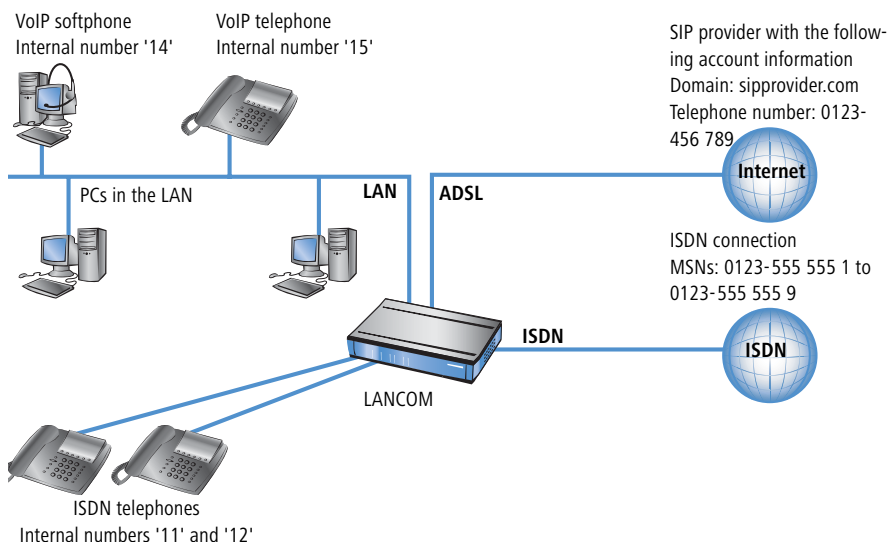 VoIP softphone
Internal number '14'
VoIP telephone
Internal number '15'
SIP provider with the follow-
ing account information
Domain: sipprovider.com
Telephone number: 0123-
456 789
Internet
PCs in the LAN
LAN
ADSL
ISDN connection
MSNs: 0123-555 555 1 to
0123-555 555 9
ISDN
ISDN
LANCOM
ISDN telephones
Internal numbers '11' and '12'